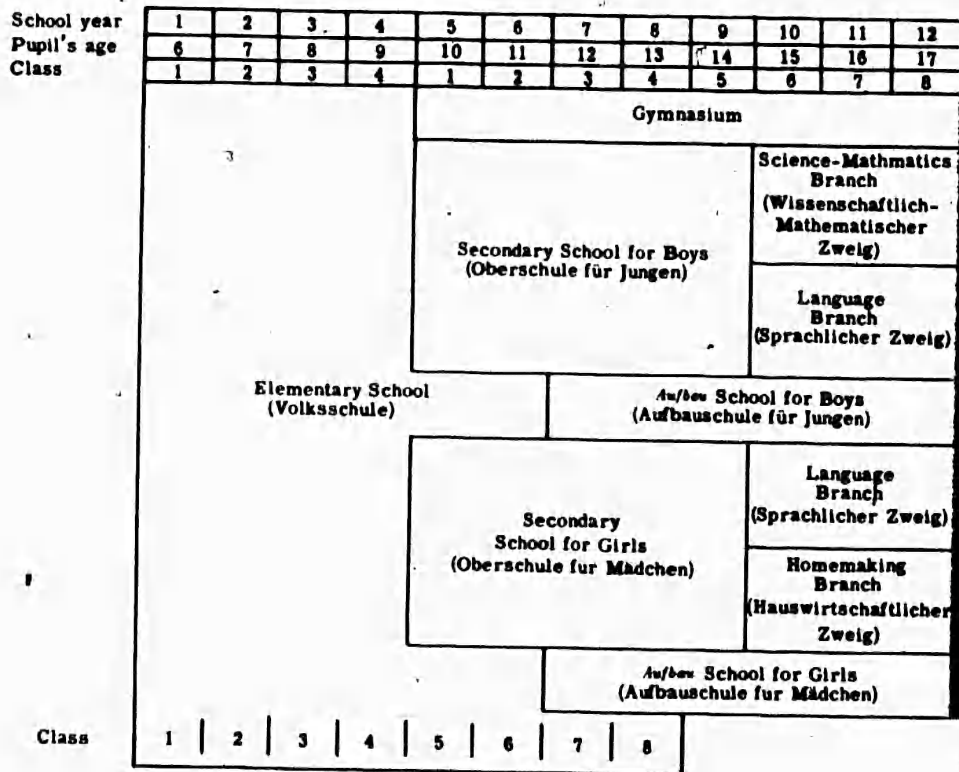 School year 1 2 3 4 5 6 7 8 9 10 11 12
Pupil's age 6 7 8 9 10 11 12 13 14 15 16 17
Class 1 2 3 4 1 2 3 4 5 6 7 8
Gymnasium
Science-Mathmatics
Branch
(Wissenschaftlich-
Mathematischer
Zweig)
Secondary School for Boys
(Oberschule für Jungen)
Language
Branch
(Sprachlicher Zweig)
Elementary School
(Volksschule)
Aufbau School for Boys
(Aufbauschule für Jungen)
Language
Branch
(Sprachlicher Zweig)
Secondary
School for Girls
(Oberschule fur Mädchen)
Homemaking
Branch
(Hauswirtschaftlicher
Zweig)
Aufbau School for Girls
(Aufbauschule fur Mädchen)
Class 1 2 3 4 5 6 7 8